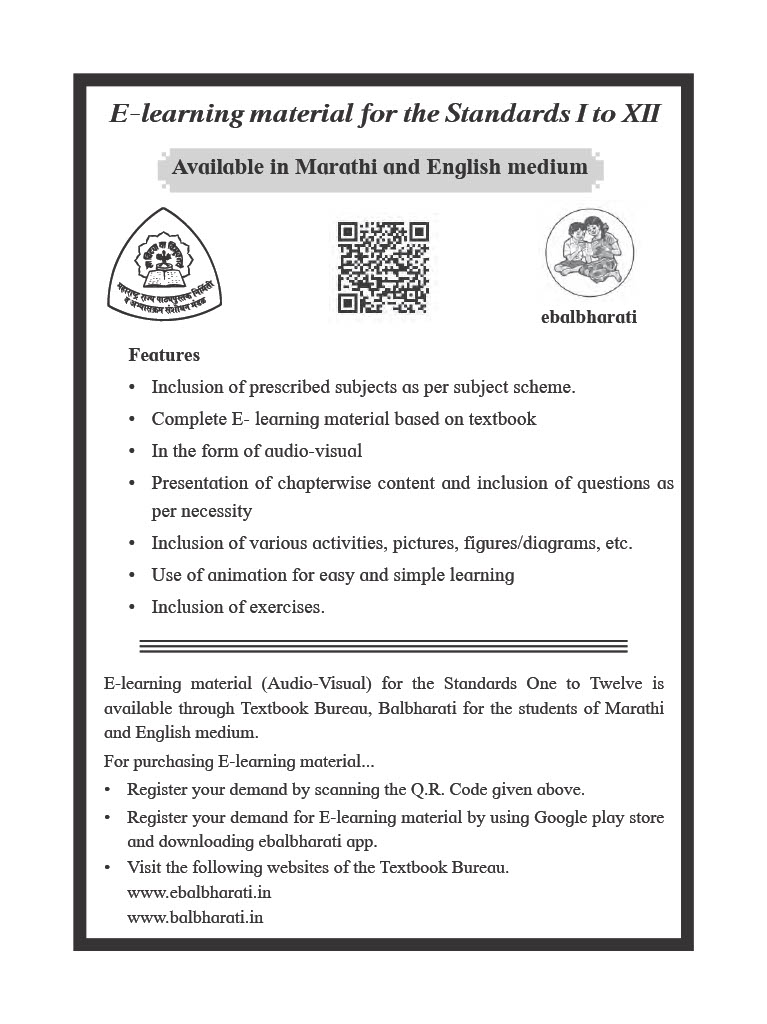 E-learning material for the Standards I to XII
Available in Marathi and English medium
महाराष्ट्र राज्य पाठ्यपुस्तक निर्मिती
व अभ्यासक्रम संशोधन मंडळ
ebalbharati
Features
• Inclusion of prescribed subjects as per subject scheme.
• Complete E- learning material based on textbook
• In the form of audio-visual
• Presentation of chapterwise content and inclusion of questions as
per necessity
• Inclusion of various activities, pictures, figures/diagrams, etc.
• Use of animation for easy and simple learning
• Inclusion of exercises.
E-learning material (Audio-Visual) for the Standards One to Twelve is
available through Textbook Bureau, Balbharati for the students of Marathi
and English medium.
For purchasing E-learning material...
• Register your demand by scanning the Q.R. Code given above.
• Register your demand for E-learning material by using Google play store
and downloading ebalbharati app.
• Visit the following websites of the Textbook Bureau.
www.ebalbharati.in
www.balbharati.in